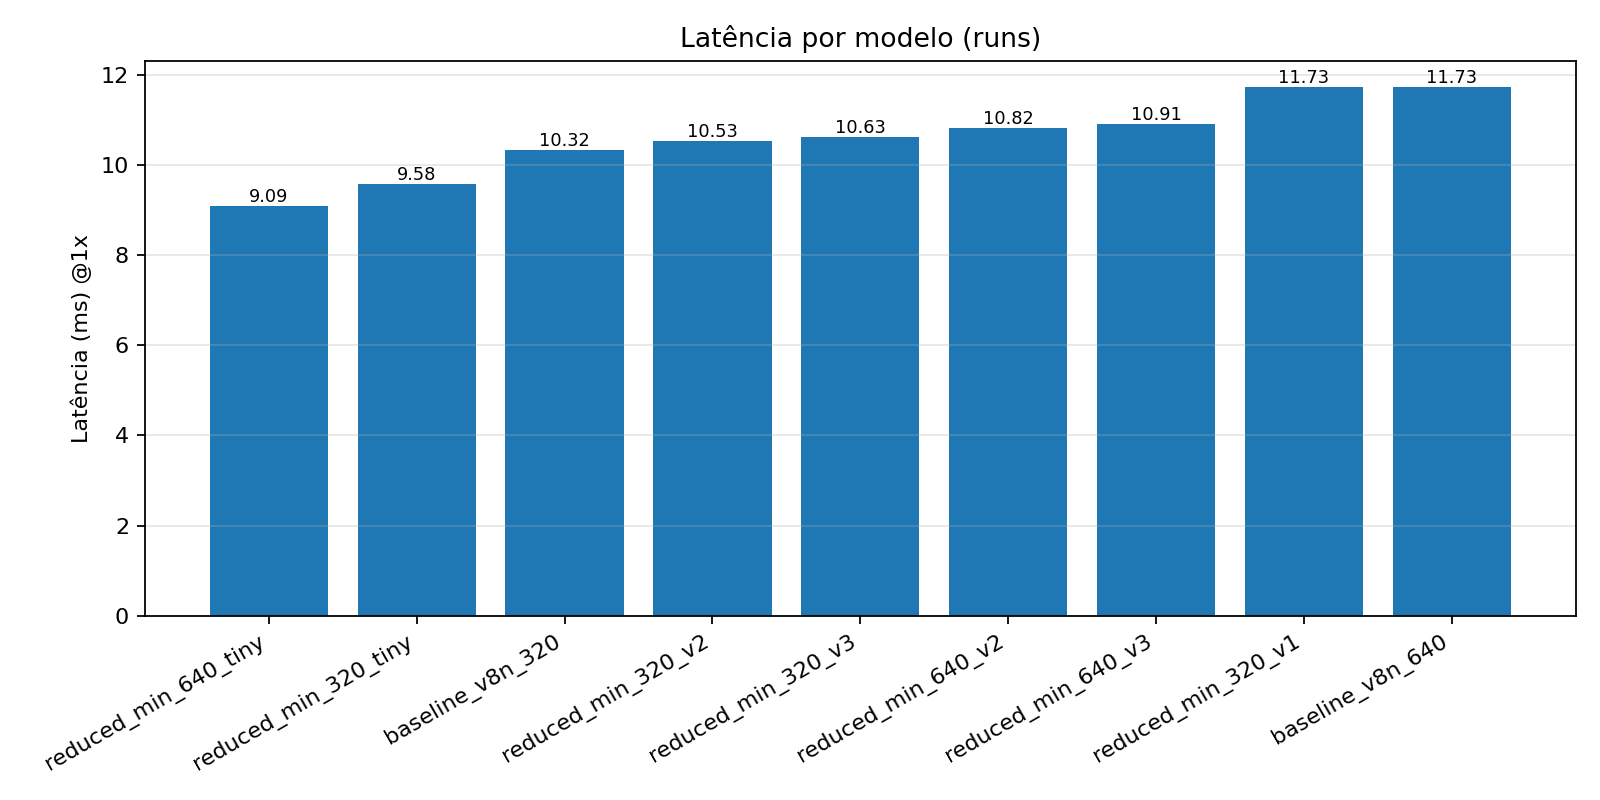 Latência por modelo (runs)
Latência (ms) @1x
12
10
8
6
4
2
0
9.09
9.58
10.32
10.53
10.63
10.82
10.91
11.73
11.73
reduced_min_640_tiny
reduced_min_320_tiny
baseline_v8n_320
reduced_min_320_v2
reduced_min_320_v3
reduced_min_640_v2
reduced_min_640_v3
reduced_min_320_v1
baseline_v8n_640